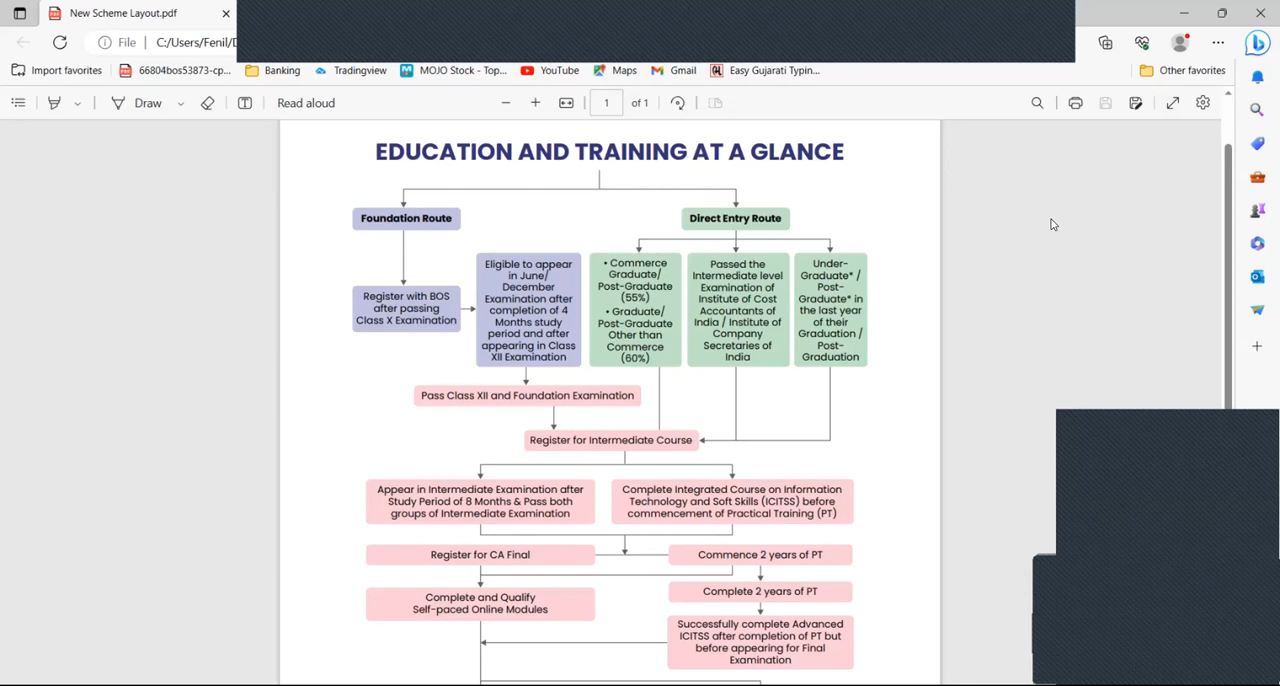 New Scheme Layout.pdf
File
C:/Users/Fenil/D
Import favorites
66804bos53873-cp...
Banking
Tradingview
MOJO Stock - Top...
YouTube
Maps
Gmail
Easy Gujarati Typin...
Other favorites
Draw
Read aloud
1
of 1
EDUCATION AND TRAINING AT A GLANCE
Foundation Route
Direct Entry Route
Register with BOS
after passing
Class X Examination
Eligible to appear
in June/
December
Examination after
completion of 4
Months study
period and after
appearing in Class
XII Examination
• Commerce
Graduate/
Post-Graduate
(55%)
• Graduate/
Post-Graduate
Other than
Commerce
(60%)
Passed the
Intermediate level
Examination of
Institute of Cost
Accountants of
India / Institute of
Company
Secretaries of
India
Under-
Graduate* /
Post-
Graduate* in
the last year
of their
Graduation /
Post-
Graduation
Pass Class XII and Foundation Examination
Register for Intermediate Course
Appear in Intermediate Examination after
Study Period of 8 Months & Pass both
groups of Intermediate Examination
Complete Integrated Course on Information
Technology and Soft Skills (ICITSS) before
commencement of Practical Training (PT)
Register for CA Final
Commence 2 years of PT
Complete 2 years of PT
Complete and Qualify
Self-paced Online Modules
Successfully complete Advanced
ICITSS after completion of PT but
before appearing for Final
Examination